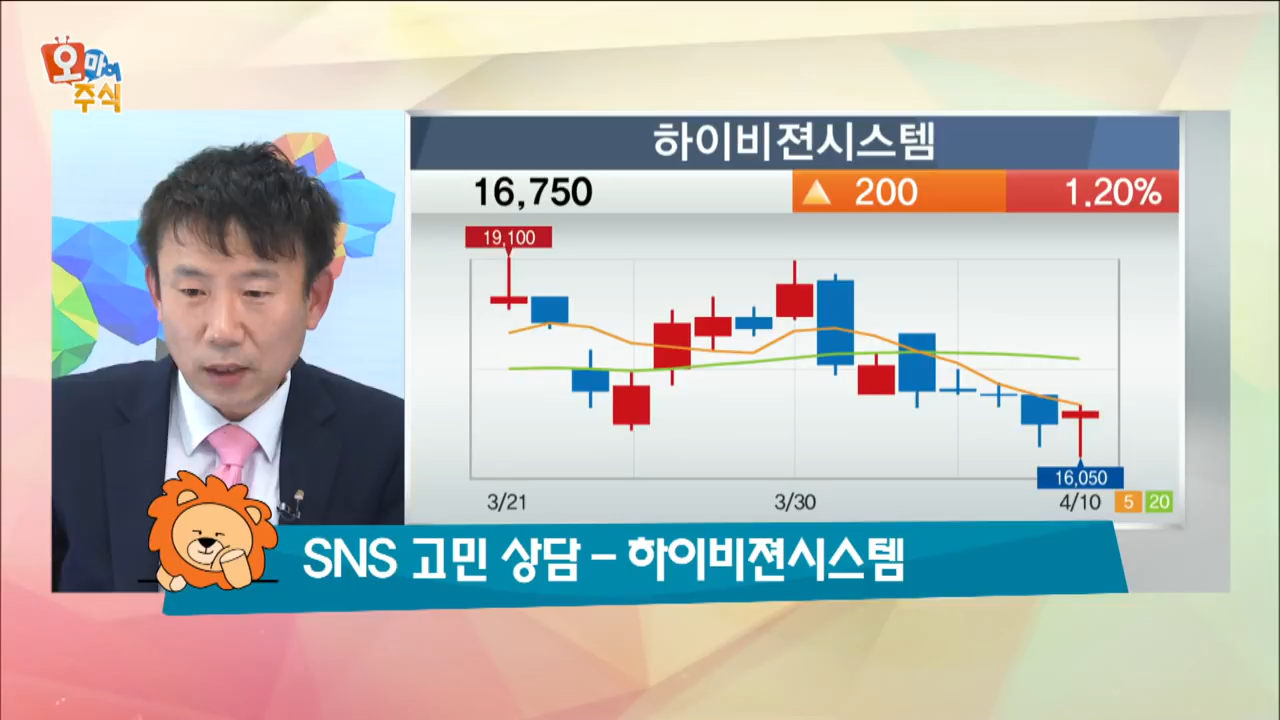 오마이
주식
하이비젼시스템
16,750 200 1.20%
19,100
16,050
3/21 3/30 4/10 5 20
SNS 고민 상담 – 하이비젼시스템